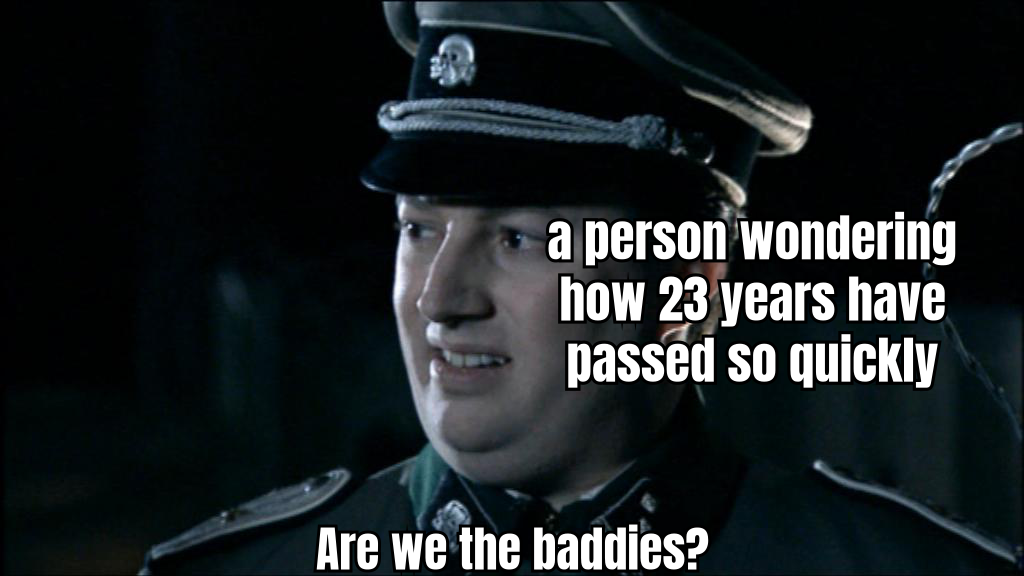 a person wondering
how 23 years have
passed so quickly
Are we the baddies?